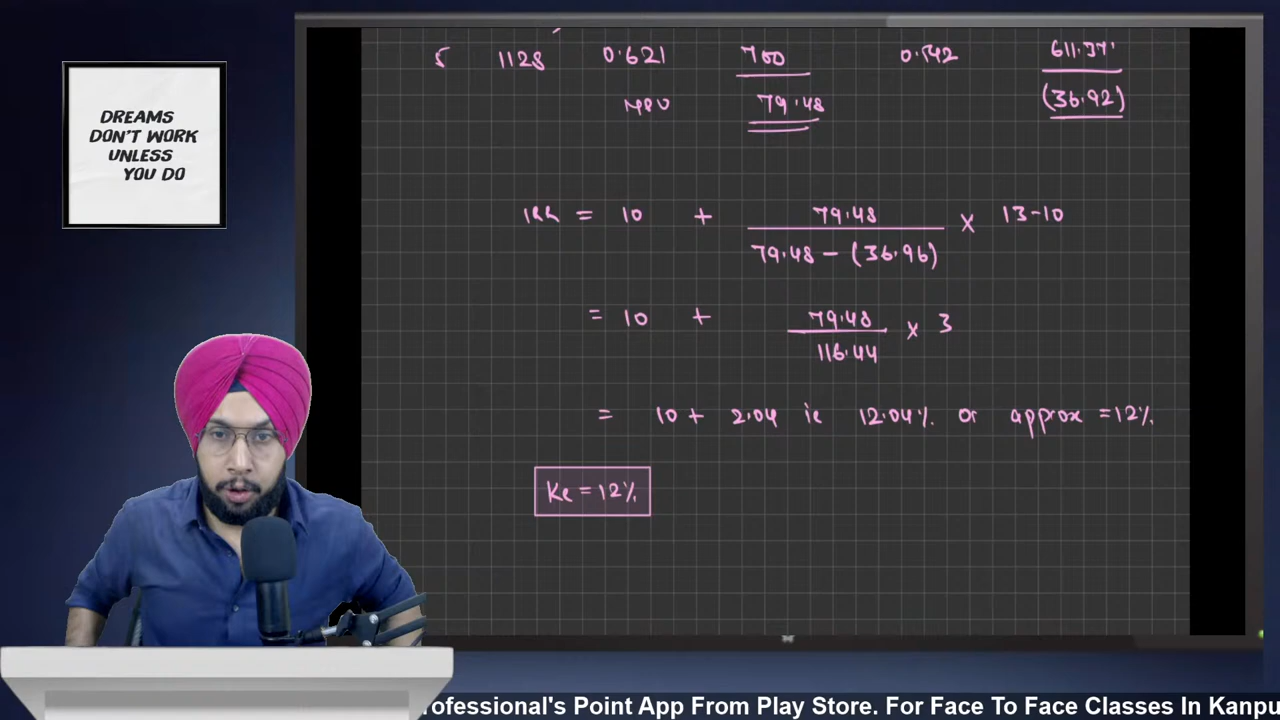 DREAMS
DON'T WORK
UNLESS
YOU DO
5 1128 0.621 700 0.542 611.37
NPV 79.48 (36.92)
IRR = 10 + 79.48 / 79.48 - (36.96) × 13-10
= 10 + 79.48 / 116.44 × 3
= 10 + 2.04 ie 12.04% or approx = 12%
Ke = 12%
rofessional's Point App From Play Store. For Face To Face Classes In Kanpu